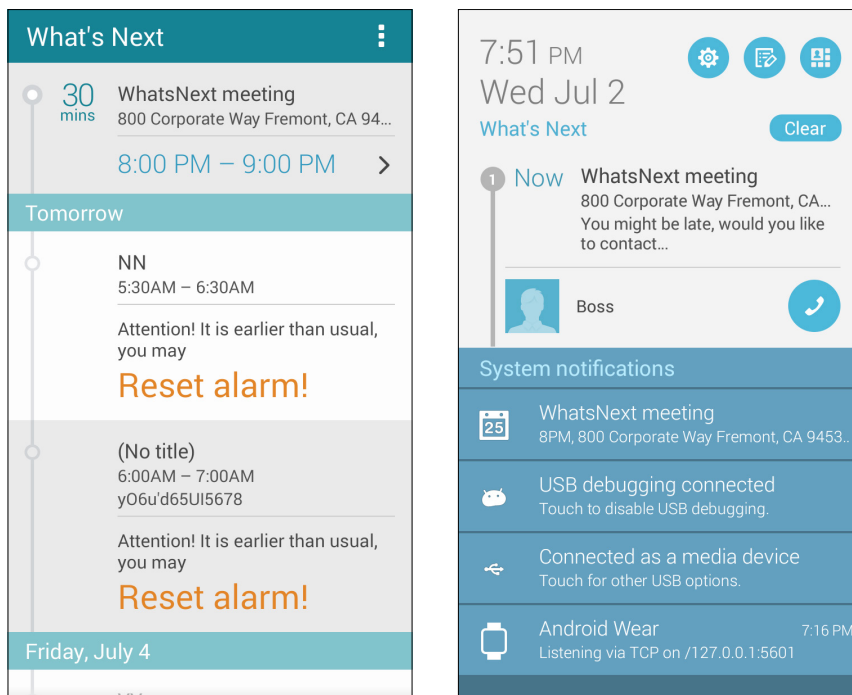 What's Next
30 mins
WhatsNext meeting
800 Corporate Way Fremont, CA 94...
8:00 PM – 9:00 PM
Tomorrow
NN
5:30AM – 6:30AM
Attention! It is earlier than usual,
you may
Reset alarm!
(No title)
6:00AM – 7:00AM
yO6u'd65UI5678
Attention! It is earlier than usual,
you may
Reset alarm!
Friday, July 4
7:51 PM
Wed Jul 2
What's Next
Clear
1 Now WhatsNext meeting
800 Corporate Way Fremont, CA...
You might be late, would you like
to contact...
Boss
System notifications
25
WhatsNext meeting
8PM, 800 Corporate Way Fremont, CA 9453..
USB debugging connected
Touch to disable USB debugging.
Connected as a media device
Touch for other USB options.
Android Wear 7:16 PM
Listening via TCP on /127.0.0.1:5601